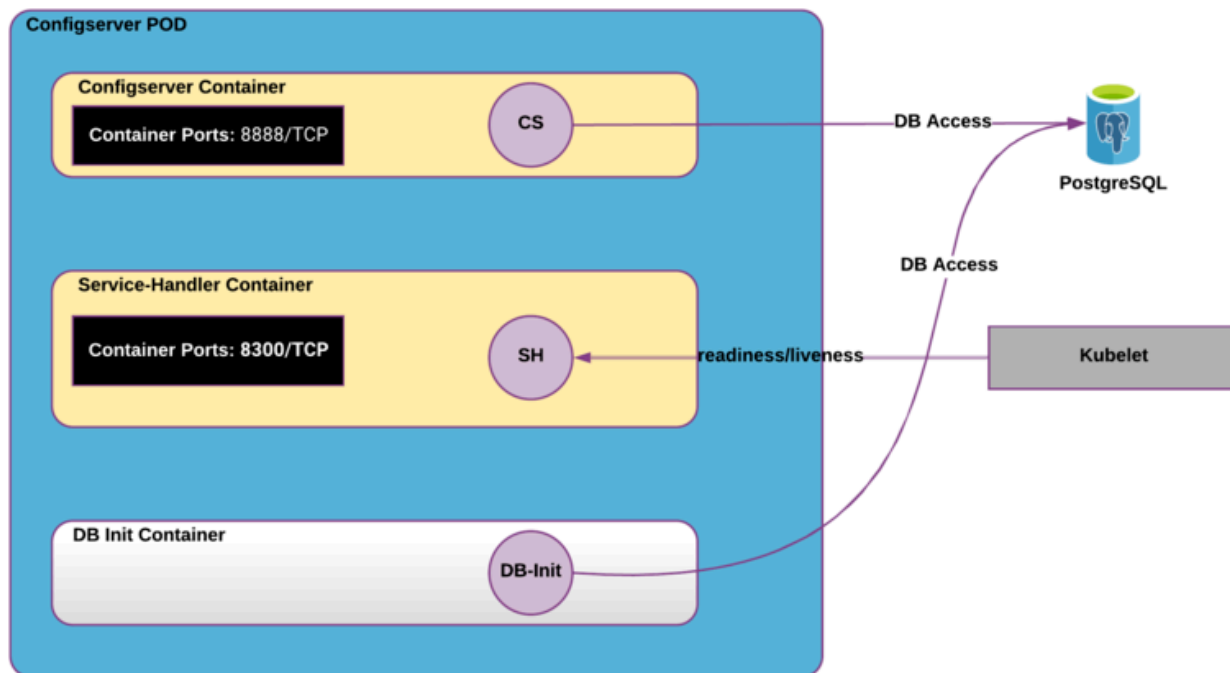 Configserver POD
Configserver Container
Container Ports: 8888/TCP
CS
DB Access
PostgreSQL
DB Access
Service-Handler Container
Container Ports: 8300/TCP
SH
readiness/liveness
Kubelet
DB Init Container
DB-Init